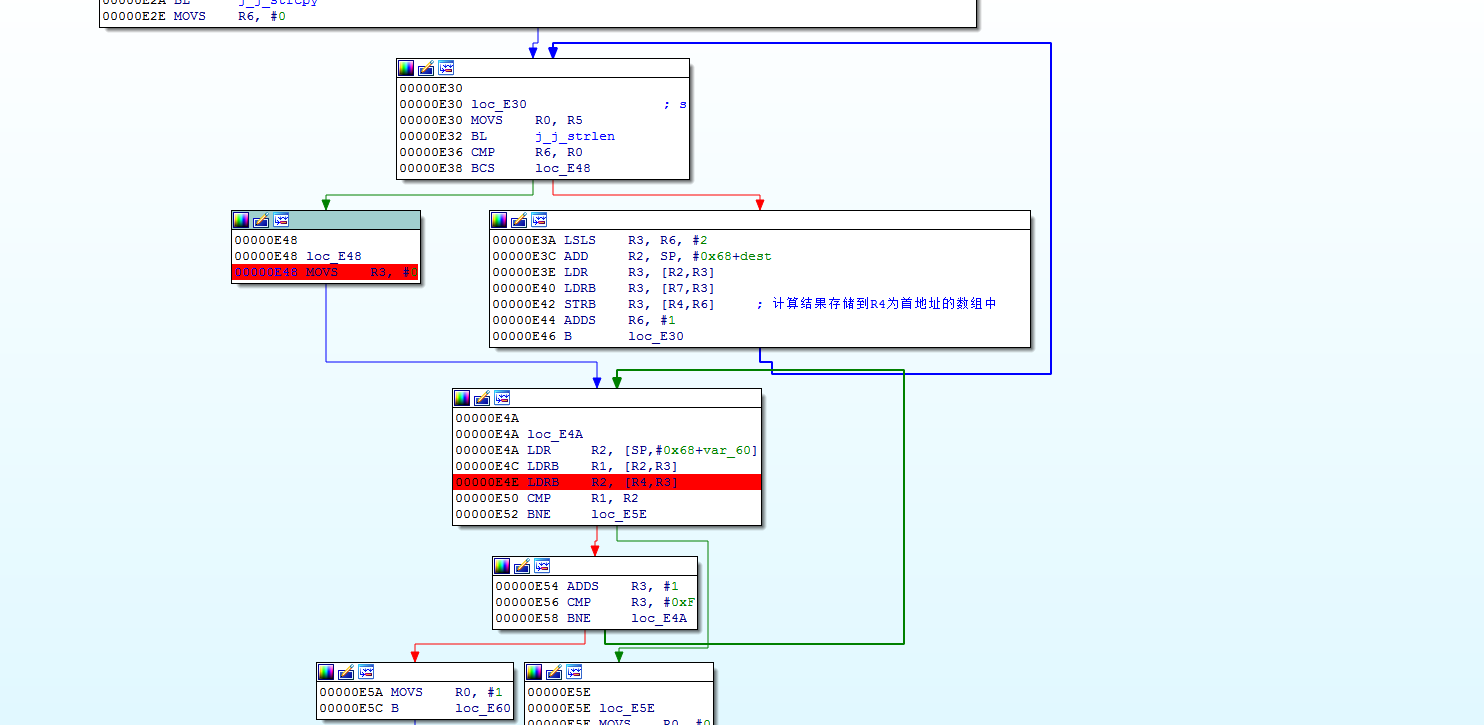 00000E2A BL j_j_strcpy
00000E2E MOVS R6, #0
00000E30
00000E30 loc_E30 ; s
00000E30 MOVS R0, R5
00000E32 BL j_j_strlen
00000E36 CMP R6, R0
00000E38 BCS loc_E48
00000E48
00000E48 loc_E48
00000E48 MOVS R3, #0
00000E3A LSLS R3, R6, #2
00000E3C ADD R2, SP, #0x68+dest
00000E3E LDR R3, [R2,R3]
00000E40 LDRB R3, [R7,R3]
00000E42 STRB R3, [R4,R6] ; 计算结果存储到R4为首地址的数组中
00000E44 ADDS R6, #1
00000E46 B loc_E30
00000E4A
00000E4A loc_E4A
00000E4A LDR R2, [SP,#0x68+var_60]
00000E4C LDRB R1, [R2,R3]
00000E4E LDRB R2, [R4,R3]
00000E50 CMP R1, R2
00000E52 BNE loc_E5E
00000E54 ADDS R3, #1
00000E56 CMP R3, #0xF
00000E58 BNE loc_E4A
00000E5A MOVS R0, #1
00000E5C B loc_E60
00000E5E
00000E5E loc_E5E
00000E5E MOVS R0, #0